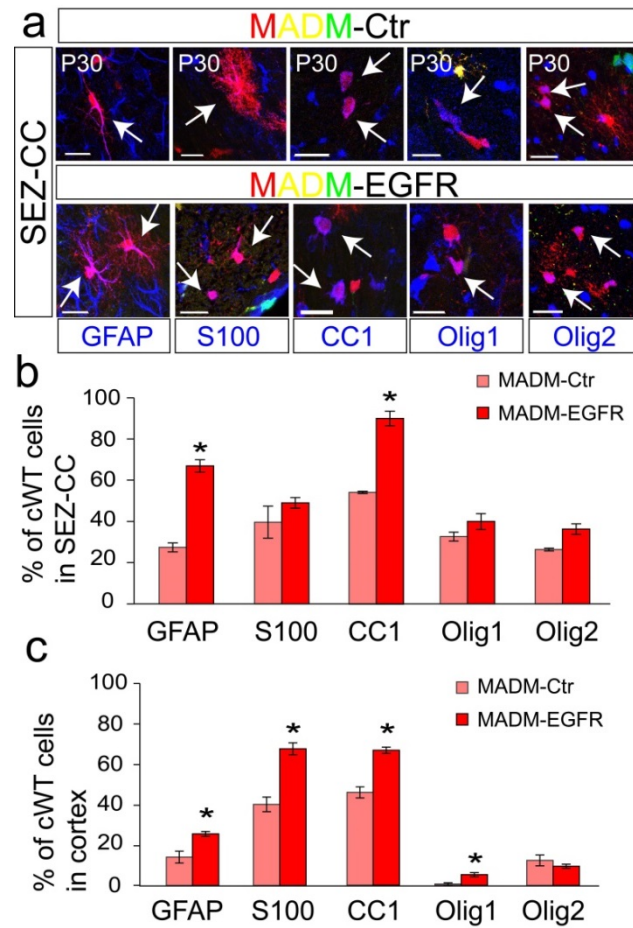 a
MADM-Ctr
SEZ-CC
P30 P30 P30 P30 P30
MADM-EGFR
GFAP S100 CC1 Olig1 Olig2
b
% of cWT cells
in SEZ-CC
100
80
60
40
20
0
* *
MADM-Ctr
MADM-EGFR
GFAP S100 CC1 Olig1 Olig2
c
% of cWT cells
in cortex
100
80
60
40
20
0
* * * *
MADM-Ctr
MADM-EGFR
GFAP S100 CC1 Olig1 Olig2